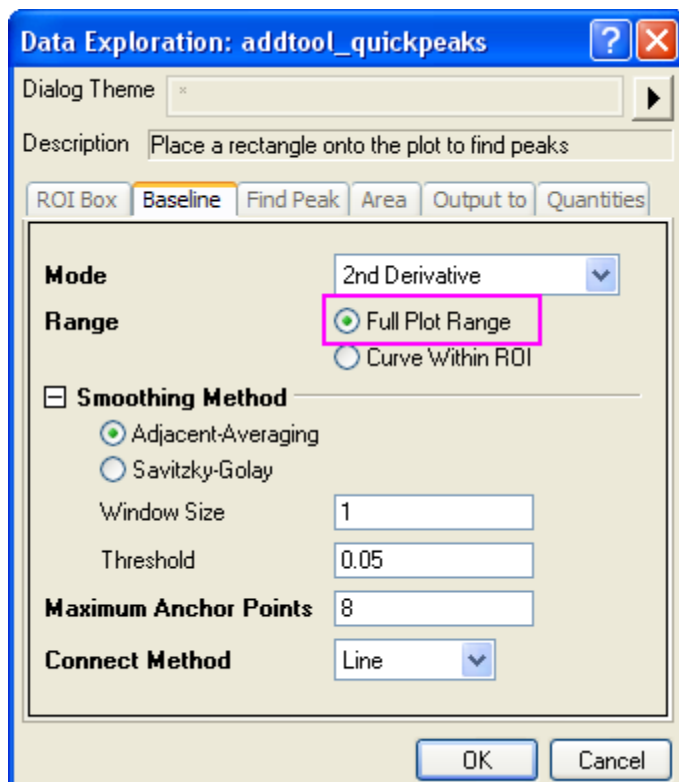 Data Exploration: addtool_quickpeaks
Dialog Theme *
Description Place a rectangle onto the plot to find peaks
ROI Box Baseline Find Peak Area Output to Quantities
Mode 2nd Derivative
Range Full Plot Range
Curve Within ROI
Smoothing Method
Adjacent-Averaging
Savitzky-Golay
Window Size 1
Threshold 0.05
Maximum Anchor Points 8
Connect Method Line
OK Cancel